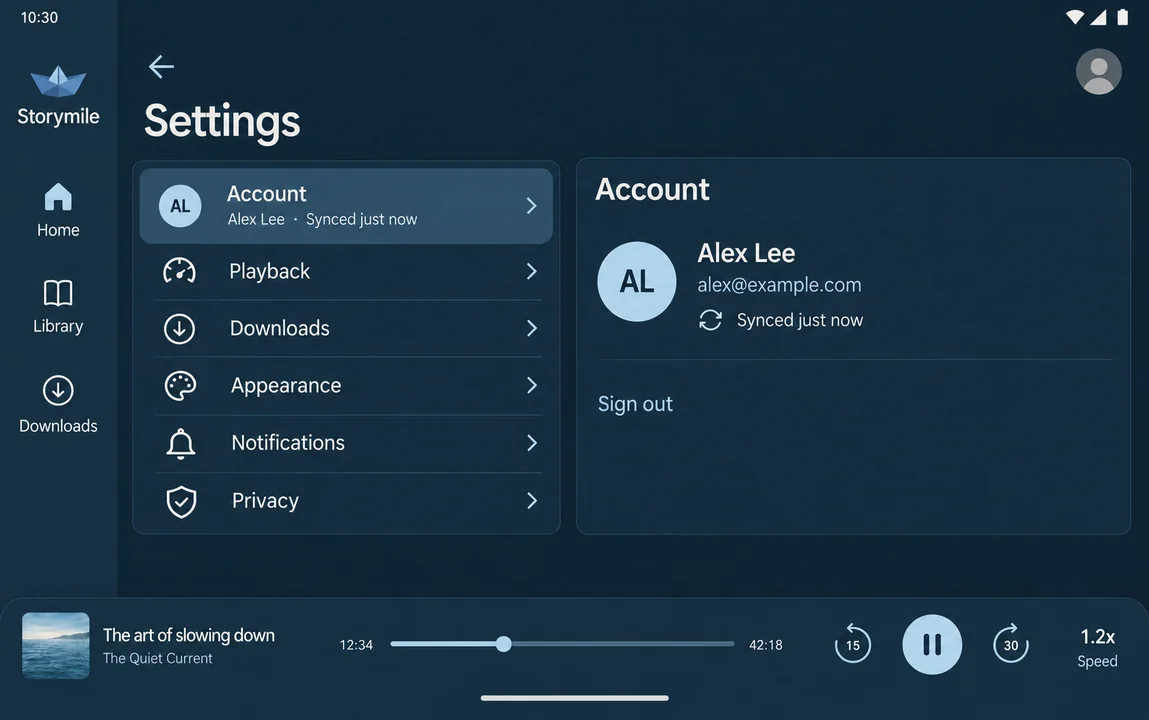 10:30
Storymile
Home
Library
Downloads
Settings
AL
Account
Alex Lee · Synced just now
Playback
Downloads
Appearance
Notifications
Privacy
Account
AL
Alex Lee
alex@example.com
Synced just now
Sign out
The art of slowing down
The Quiet Current
12:34
42:18
15
30
1.2x
Speed